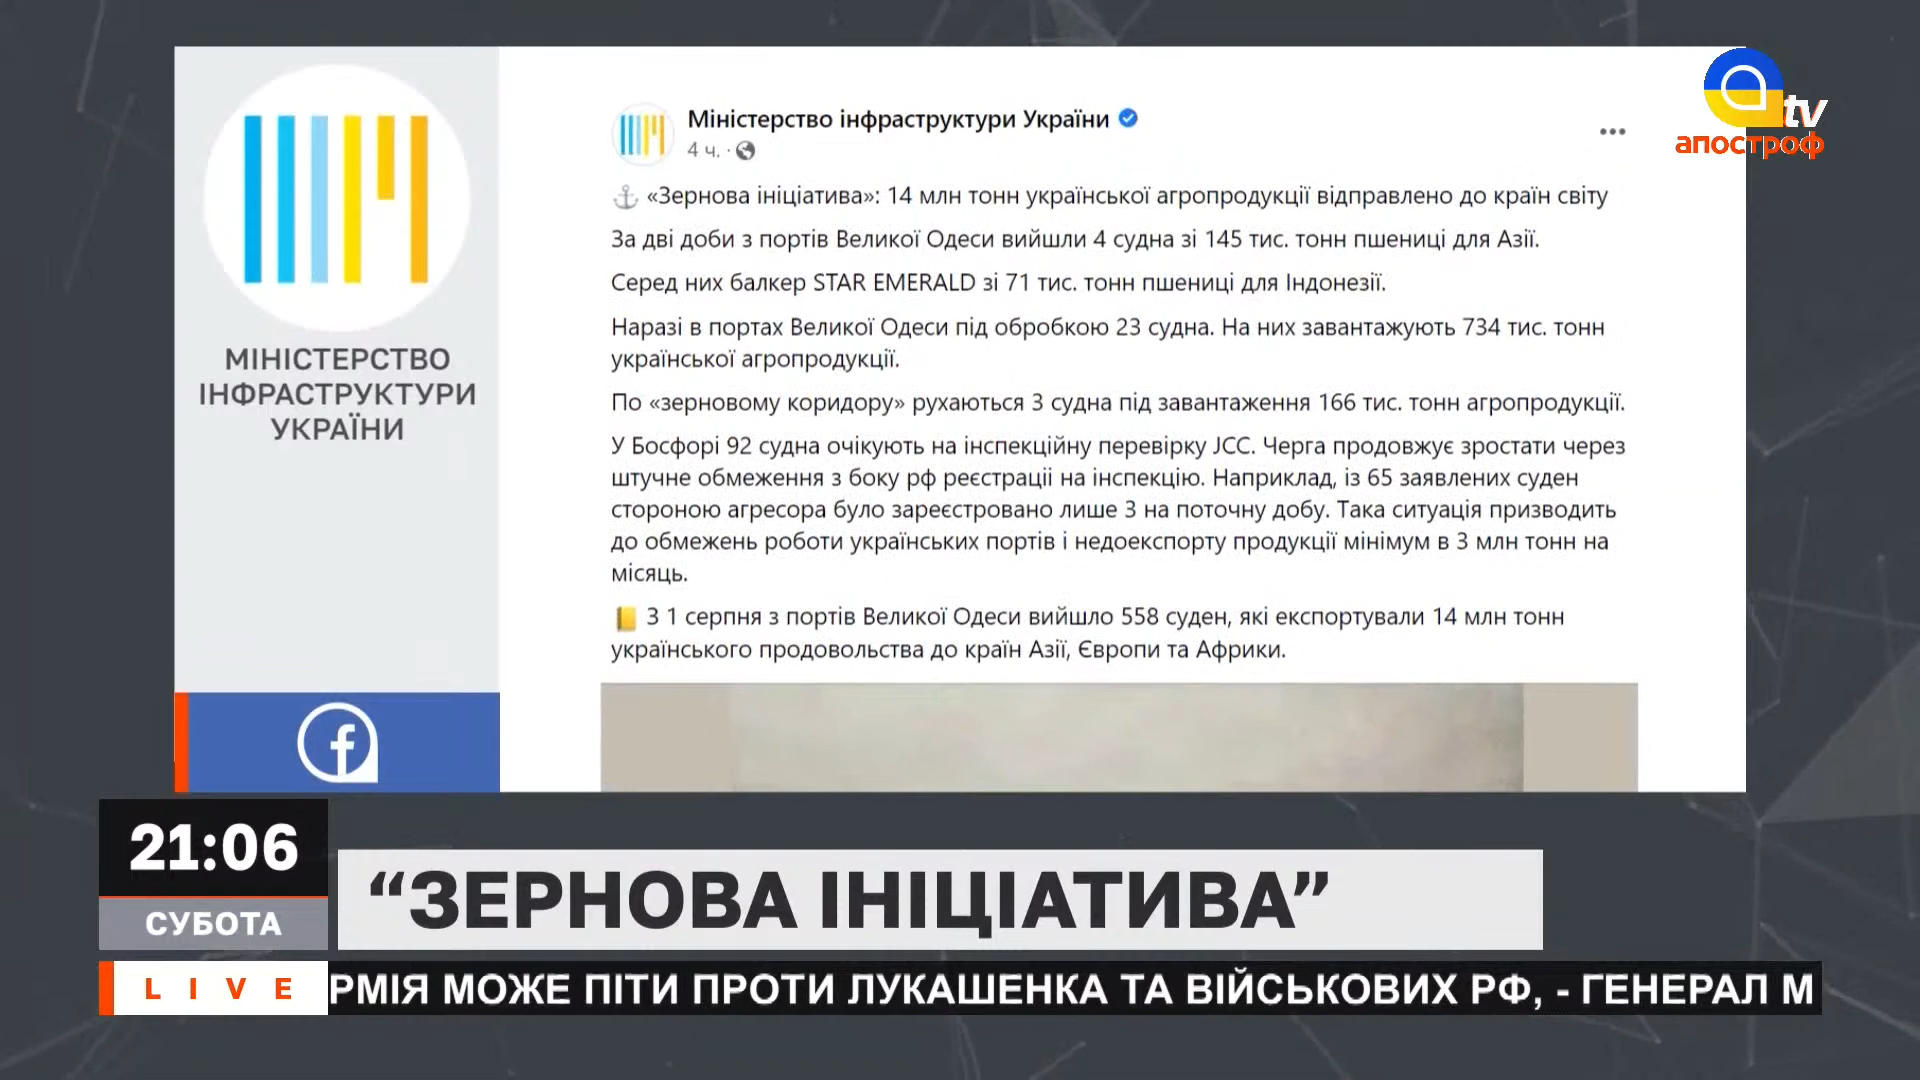 tv
апостроф
МІНІСТЕРСТВО
ІНФРАСТРУКТУРИ
УКРАЇНИ
Міністерство інфраструктури України
4 ч. ·
«Зернова ініціатива»: 14 млн тонн української агропродукції відправлено до країн світу
За дві доби з портів Великої Одеси вийшли 4 судна зі 145 тис. тонн пшениці для Азії.
Серед них балкер STAR EMERALD зі 71 тис. тонн пшениці для Індонезії.
Наразі в портах Великої Одеси під обробкою 23 судна. На них завантажують 734 тис. тонн
української агропродукції.
По «зерновому коридору» рухаються 3 судна під завантаження 166 тис. тонн агропродукції.
У Босфорі 92 судна очікують на інспекційну перевірку JCC. Черга продовжує зростати через
штучне обмеження з боку рф реєстраціі на інспекцію. Наприклад, із 65 заявлених суден
стороною агресора було зареєстровано лише 3 на поточну добу. Така ситуація призводить
до обмежень роботи українських портів і недоекспорту продукції мінімум в 3 млн тонн на
місяць.
З 1 серпня з портів Великої Одеси вийшло 558 суден, які експортували 14 млн тонн
українського продовольства до країн Азії, Європи та Африки.
21:06
СУБОТА
“ЗЕРНОВА ІНІЦІАТИВА”
LIVE
РМІЯ МОЖЕ ПІТИ ПРОТИ ЛУКАШЕНКА ТА ВІЙСЬКОВИХ РФ, - ГЕНЕРАЛ М